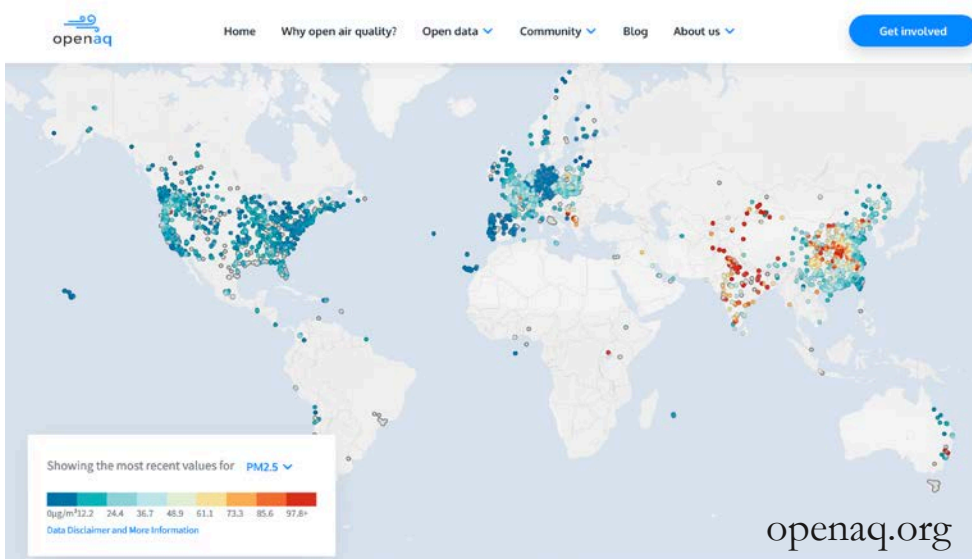 openaq
Home Why open air quality? Open data Community Blog About us Get involved
Showing the most recent values for PM2.5
0µg/m³ 12.2 24.4 36.7 48.9 61.1 73.3 85.6 97.8+
Data Disclaimer and More Information
openaq.org